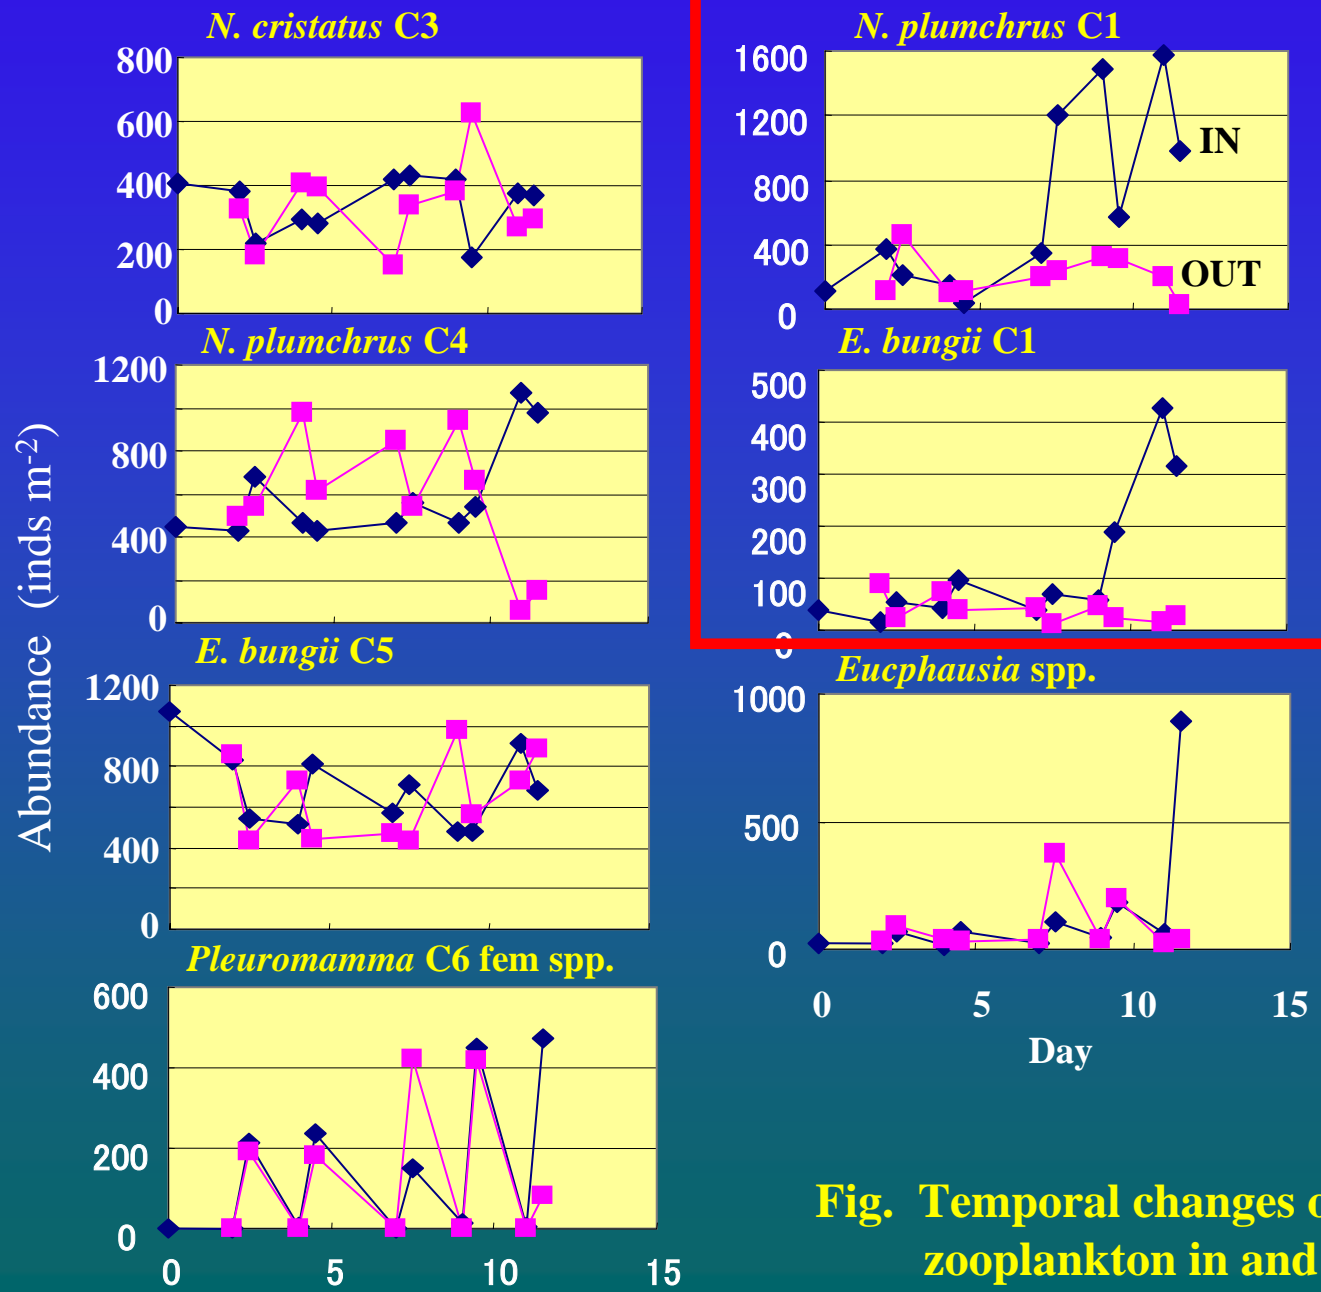 N. cristatus C3
800
600
400
200
0
N. plumchrus C4
1200
800
400
0
E. bungii C5
1200
800
400
0
Pleuromamma C6 fem spp.
600
400
200
0
0 5 10 15
Abundance (inds m-2)
N. plumchrus C1
1600
1200
800
400
0
IN
OUT
E. bungii C1
500
400
300
200
100
0
Eucphausia spp.
1000
500
0
0 5 10 15
Day
Fig. Temporal changes o
zooplankton in and